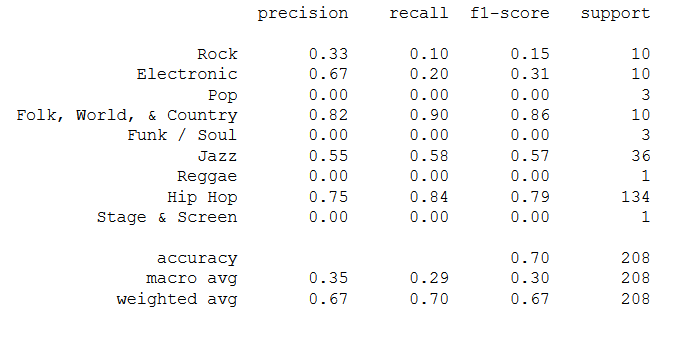 precision recall f1-score support
Rock 0.33 0.10 0.15 10
Electronic 0.67 0.20 0.31 10
Pop 0.00 0.00 0.00 3
Folk, World, & Country 0.82 0.90 0.86 10
Funk / Soul 0.00 0.00 0.00 3
Jazz 0.55 0.58 0.57 36
Reggae 0.00 0.00 0.00 1
Hip Hop 0.75 0.84 0.79 134
Stage & Screen 0.00 0.00 0.00 1
accuracy 0.70 208
macro avg 0.35 0.29 0.30 208
weighted avg 0.67 0.70 0.67 208